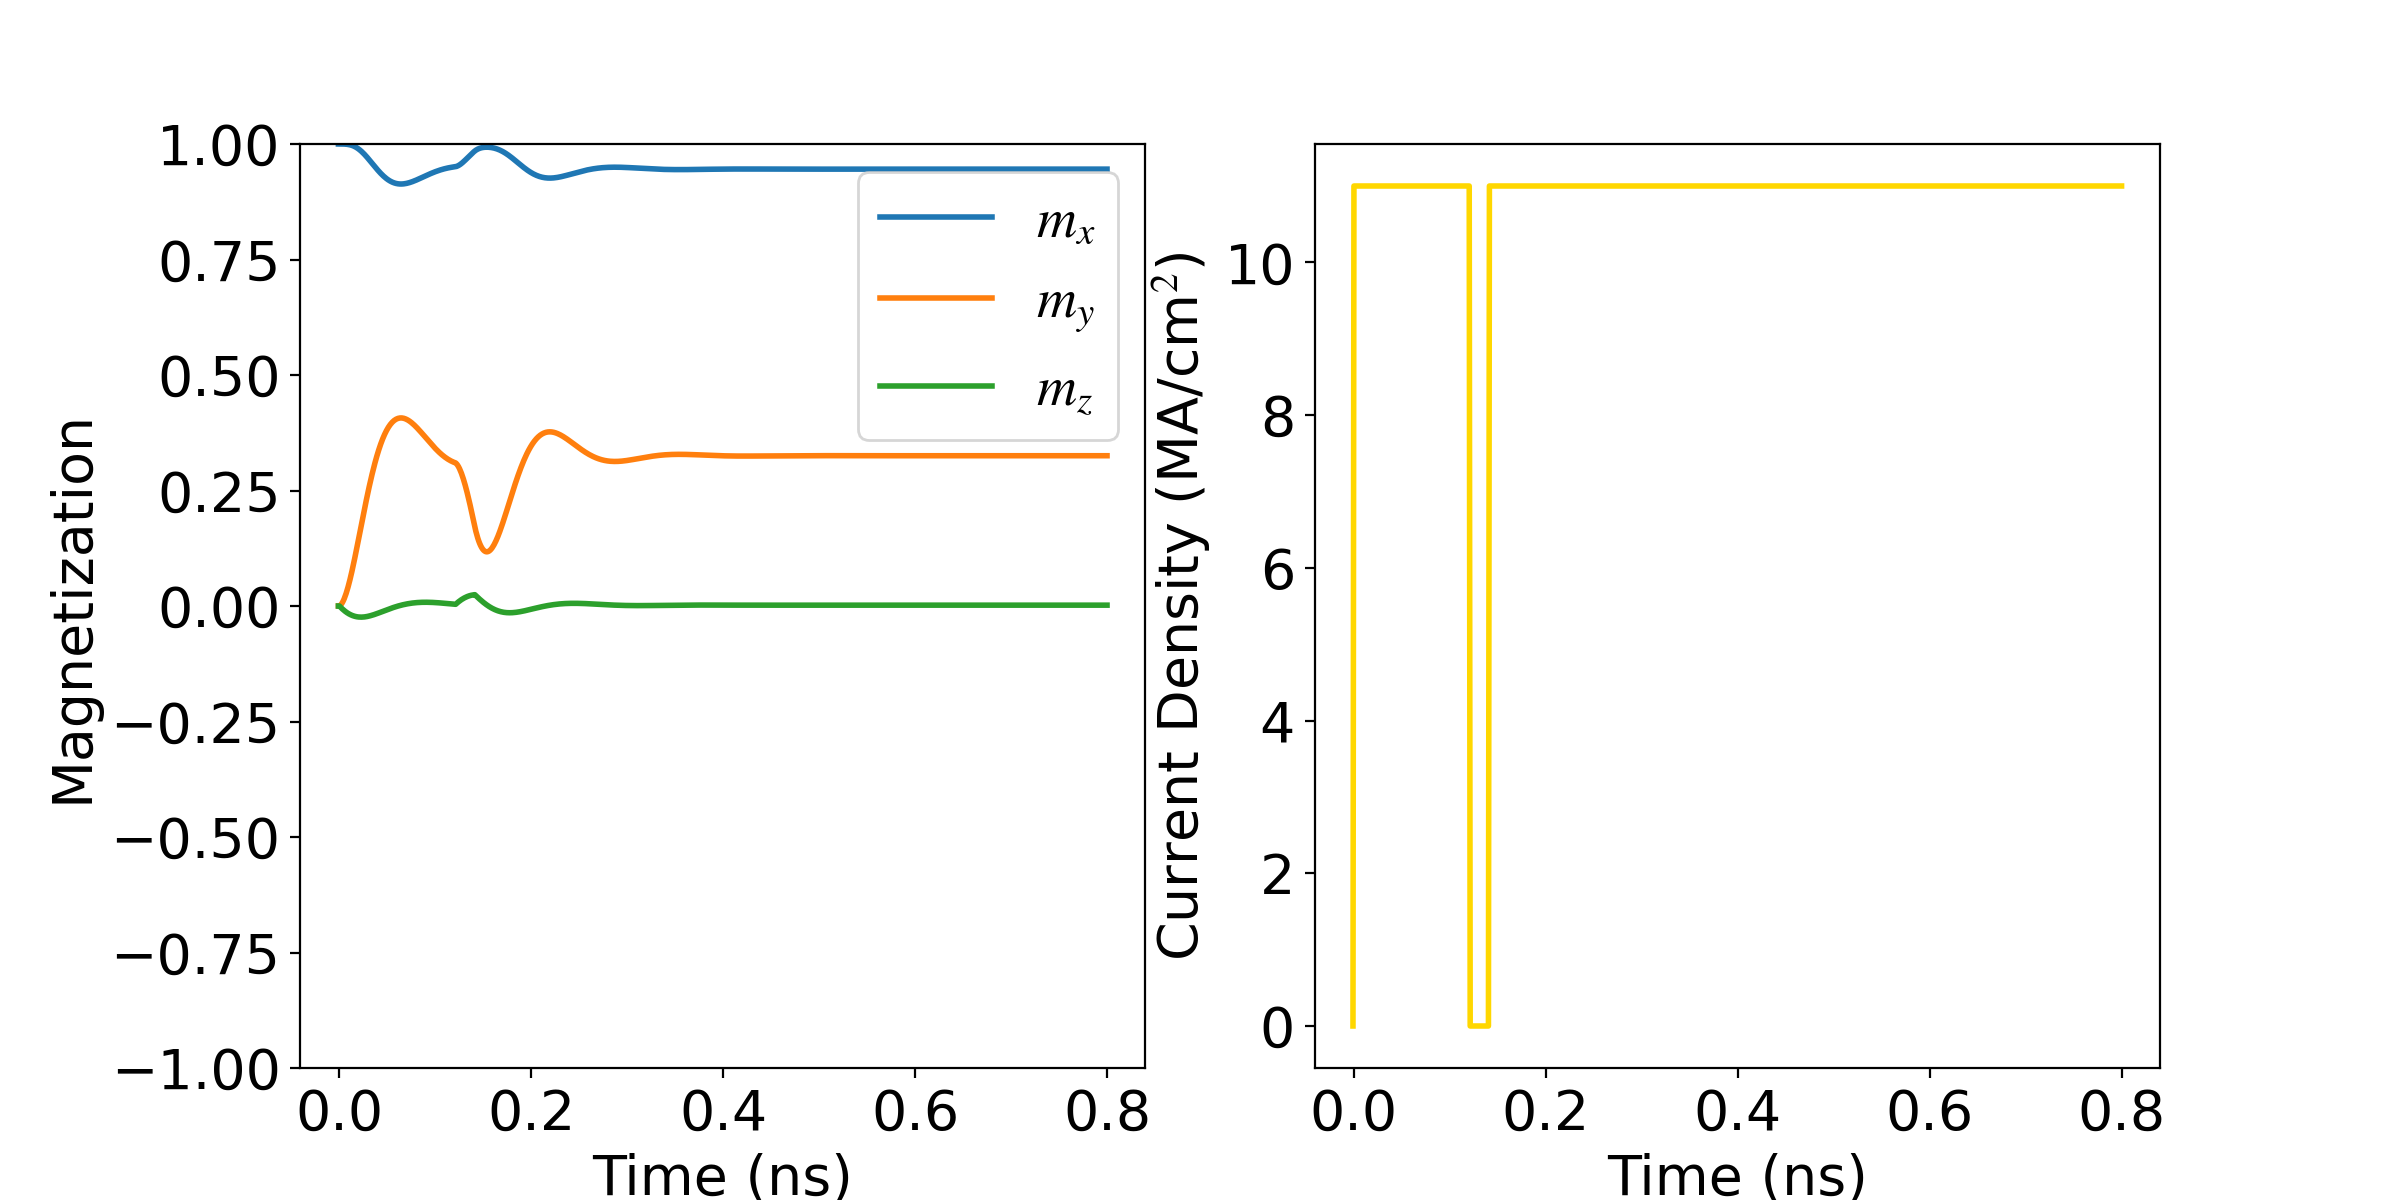 Magnetization
1.00
0.75
0.50
0.25
0.00
−0.25
−0.50
−0.75
−1.00
0.0 0.2 0.4 0.6 0.8
Time (ns)
m_x
m_y
m_z
Current Density (MA/cm²)
10
8
6
4
2
0
0.0 0.2 0.4 0.6 0.8
Time (ns)